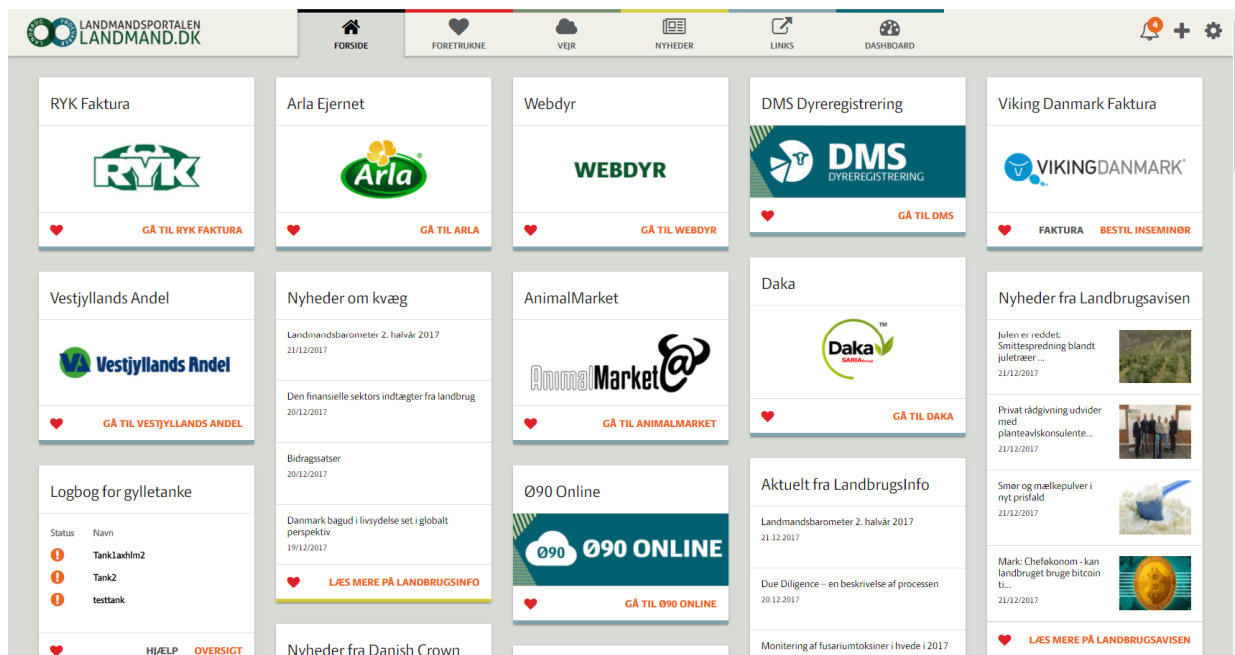 LANDMANDSPORTALEN
LANDMAND.DK
FORSIDE
FORETRUKNE
VEJR
NYHEDER
LINKS
DASHBOARD
4
RYK Faktura
RYK
GÅ TIL RYK FAKTURA
Arla Ejernet
Arla
GÅ TIL ARLA
Webdyr
WEBDYR
GÅ TIL WEBDYR
DMS Dyreregistrering
DMS
DYREREGISTRERING
GÅ TIL DMS
Viking Danmark Faktura
VIKINGDANMARK
FAKTURA BESTIL INSEMINØR
Vestjyllands Andel
VA Vestjyllands Andel
GÅ TIL VESTJYLLANDS ANDEL
Nyheder om kvæg
Landmandsbarometer 2. halvår 2017
21/12/2017
Den finansielle sektors indtægter fra landbrug
20/12/2017
Bidragssatser
20/12/2017
Danmark bagud i livsydelse set i globalt
perspektiv
19/12/2017
LÆS MERE PÅ LANDBRUGSINFO
AnimalMarket
AnimalMarket@
GÅ TIL ANIMALMARKET
Daka
Daka TM
SARIA
GÅ TIL DAKA
Nyheder fra Landbrugsavisen
Julen er reddet:
Smittespredning blandt
juletræer ...
21/12/2017
Privat rådgivning udvider
med
planteavlskonsulente...
21/12/2017
Smør og mælkepulver i
nyt prisfald
21/12/2017
Mark: Cheføkonom - kan
landbruget bruge bitcoin
ti...
21/12/2017
LÆS MERE PÅ LANDBRUGSAVISEN
Logbog for gylletanke
Status Navn
Tank1axhlm2
Tank2
testtank
HJÆLP OVERSIGT
Nyheder fra Danish Crown
Ø90 Online
Ø90 Ø90 ONLINE
GÅ TIL Ø90 ONLINE
Aktuelt fra LandbrugsInfo
Landmandsbarometer 2. halvår 2017
21.12.2017
Due Diligence – en beskrivelse af processen
20.12.2017
Monitering af fusariumtoksiner i hvede i 2017